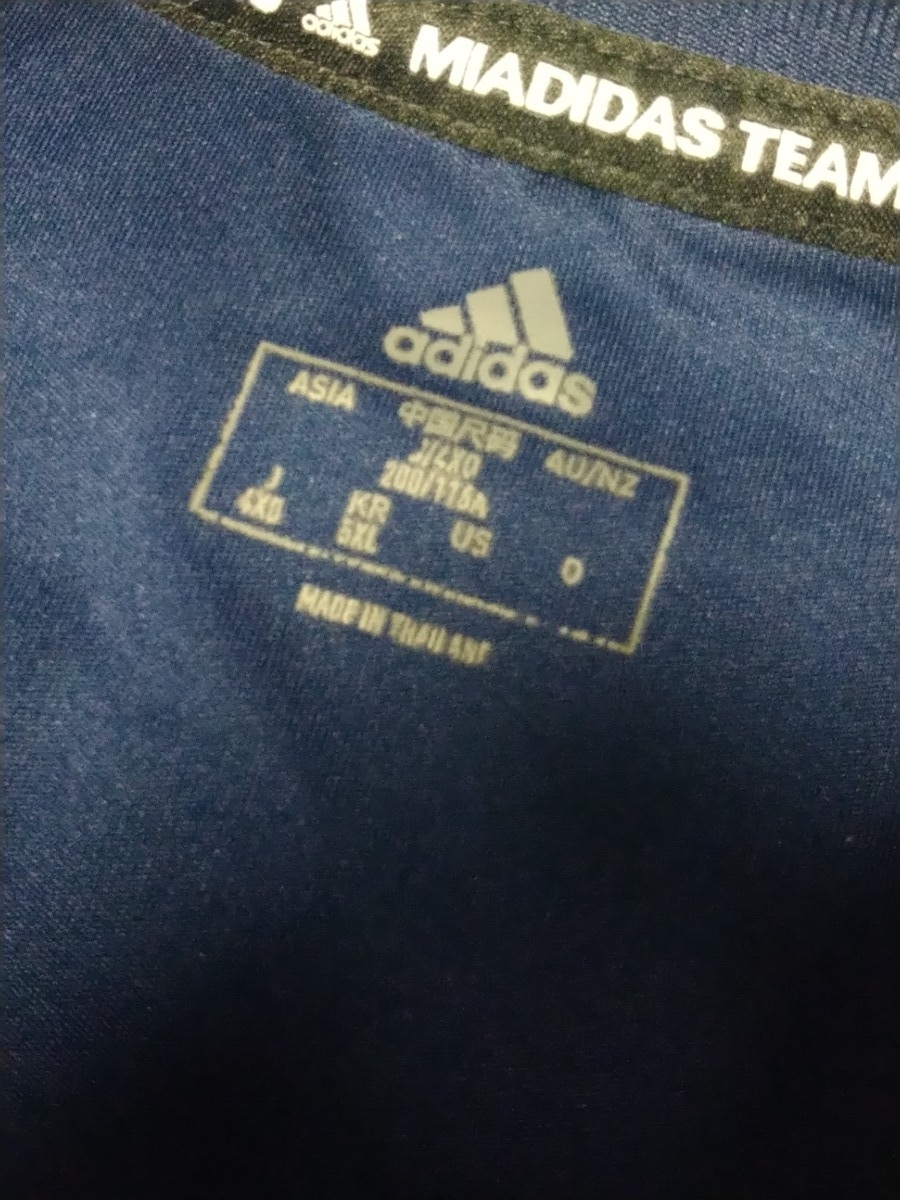 adidas MIADIDAS TEAM
adidas
ASIA 中国尺码 4U/NZ
J/4XO
200/116A
J KR US D
4XO 5XL
MADE IN THAILAND